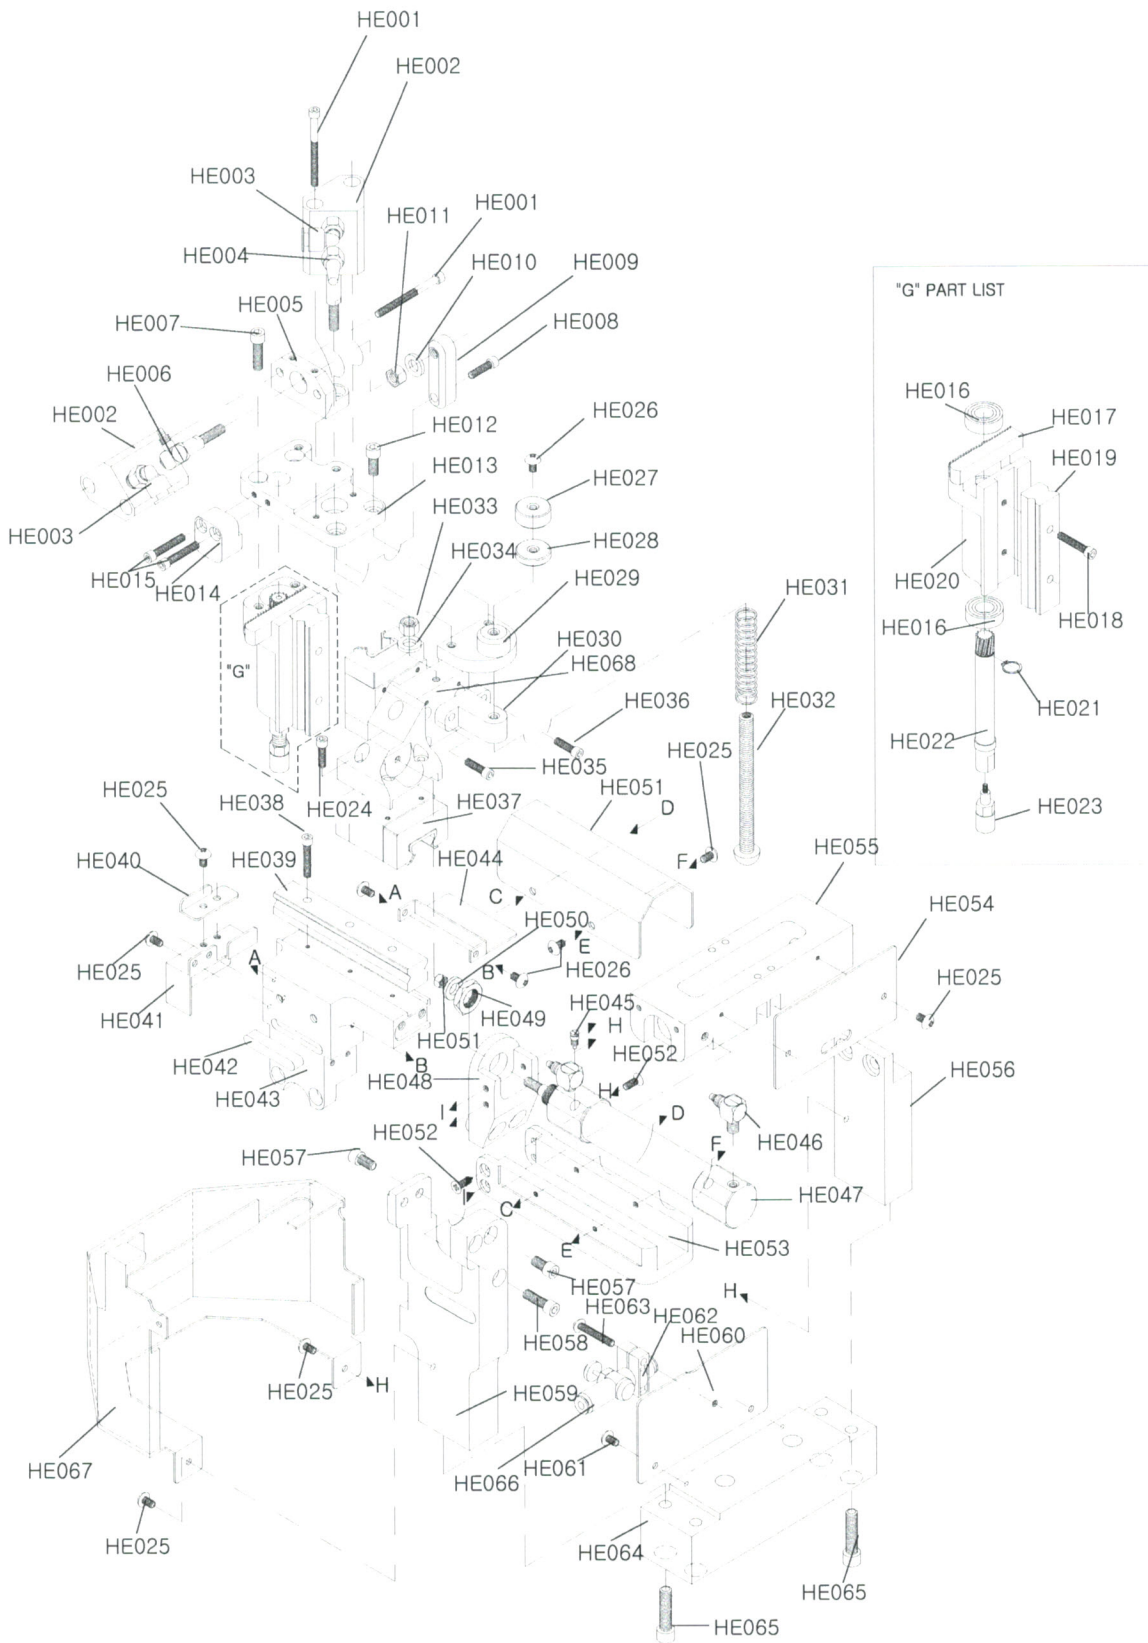 HE001
HE002
HE003
HE011
HE001
HE004
HE010
HE009
"G" PART LIST
HE005
HE007
HE008
HE006
HE026
HE016
HE017
HE002
HE012
HE019
HE013
HE027
HE033
HE003
HE028
HE034
HE015
HE014
HE029
HE031
HE020
HE016
HE018
HE030
"G"
HE068
HE036
HE032
HE021
HE025
HE022
HE035
HE025
HE038
HE024
HE037
HE051
D
HE023
F
HE055
HE040
HE039
HE044
A
C
HE050
HE054
E
HE025
A
B
HE026
HE025
HE041
HE049
HE045
H
HE051
HE052
HE042
B
HE048
H
HE056
HE043
I
D
HE046
HE052
F
HE057
I
C
HE047
E
HE053
HE057
H
HE063
HE062
HE058
HE060
HE025
H
HE059
HE067
HE066
HE061
HE025
HE064
HE065
HE065